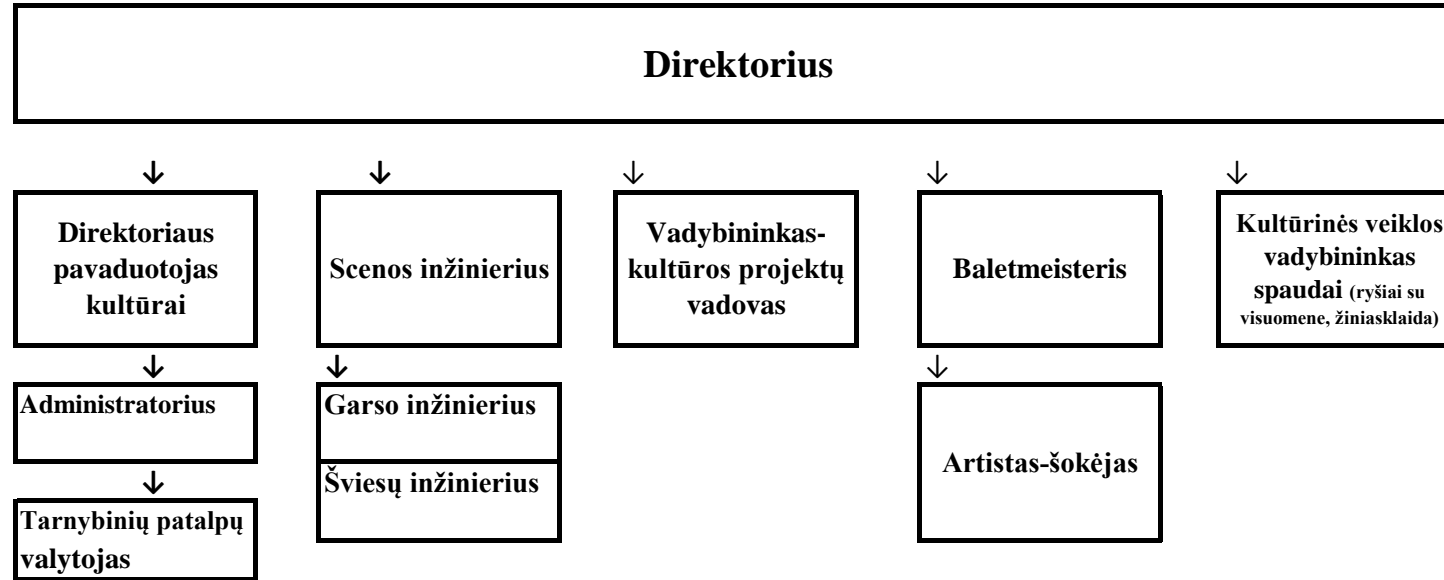 Direktorius
↓ ↓ ↓ ↓ ↓
Direktoriaus
pavaduotojas
kultūrai
Scenos inžinierius
Vadybininkas-
kultūros projektų
vadovas
Baletmeisteris
Kultūrinės veiklos
vadybininkas
spaudai (ryšiai su
visuomene, žiniasklaida)
↓ ↓ ↓
Administratorius
Garso inžinierius
Šviesų inžinierius
Artistas-šokėjas
↓
Tarnybinių patalpų
valytojas